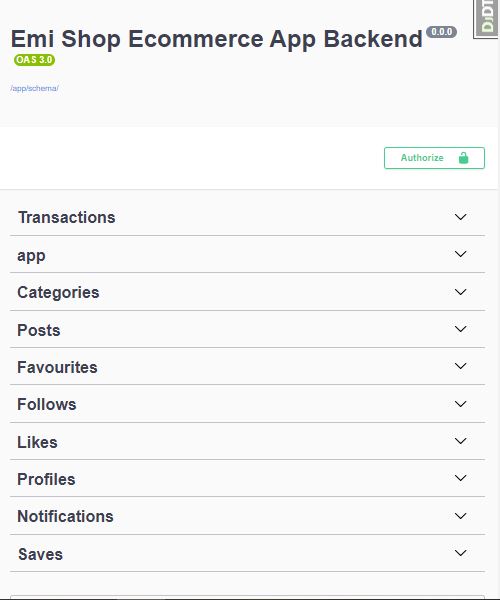 Emi Shop Ecommerce App Backend 0.0.0
OAS 3.0
/app/schema/
Authorize
Transactions
app
Categories
Posts
Favourites
Follows
Likes
Profiles
Notifications
Saves